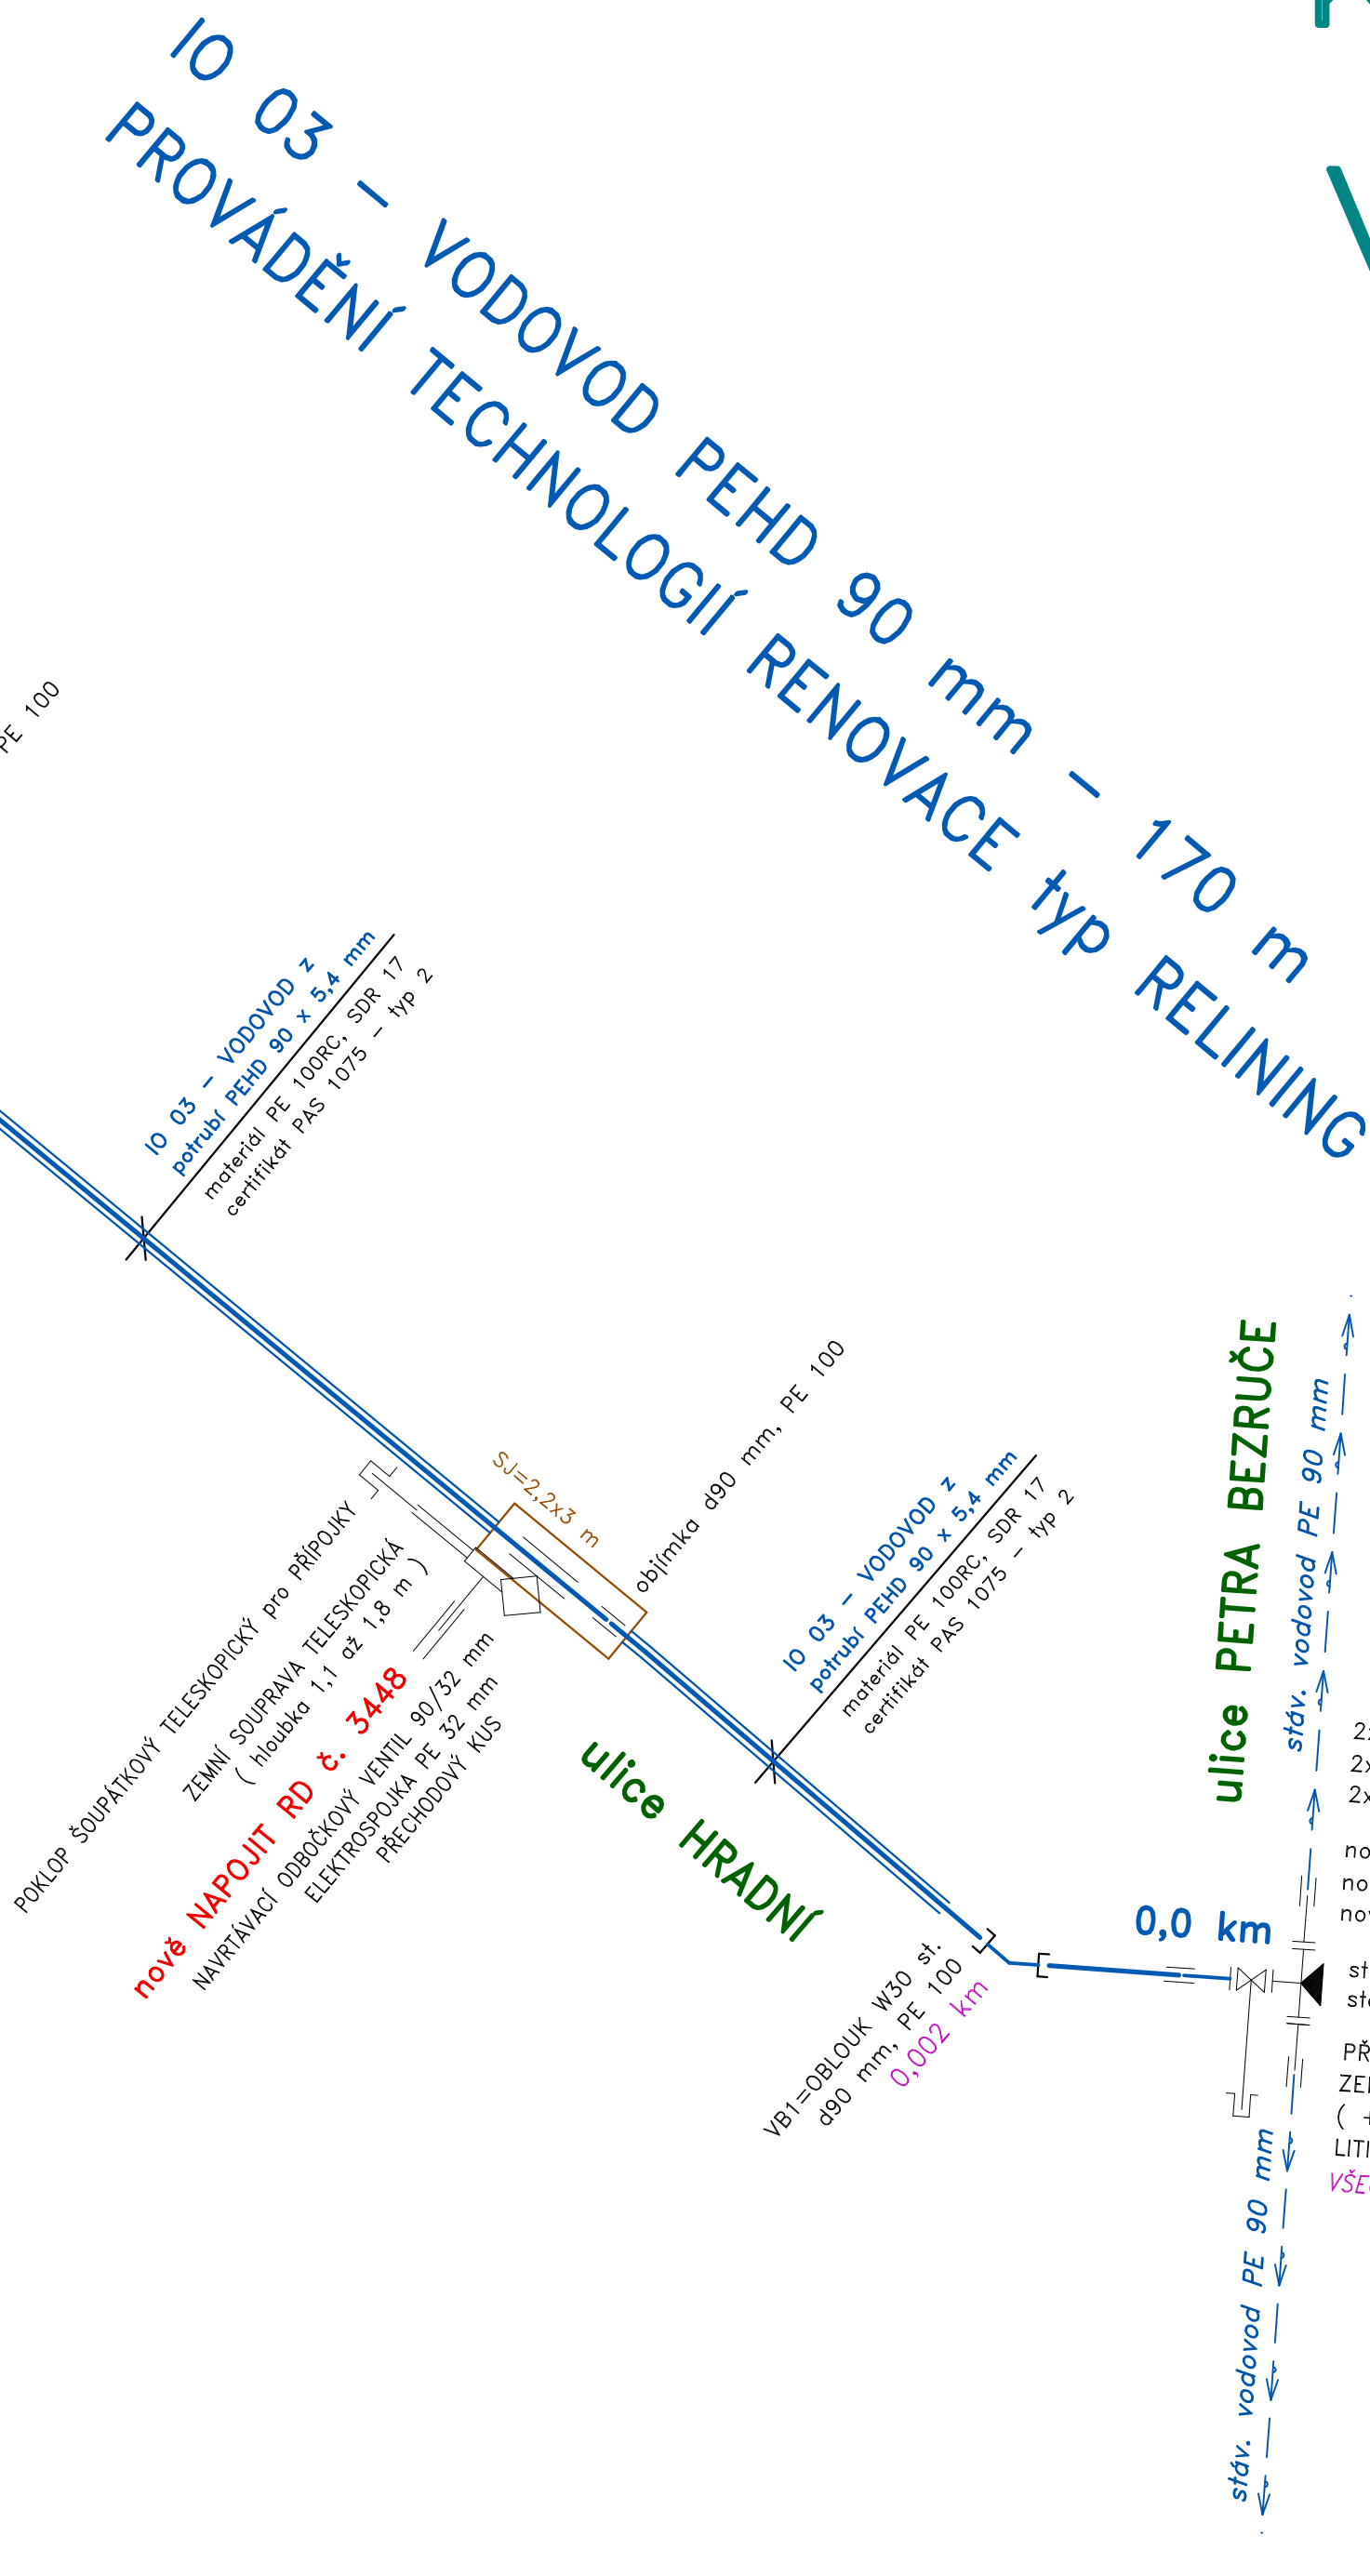 IO 03 – VODOVOD PEHD 90 mm – 170 m
PROVÁDĚNÍ TECHNOLOGIÍ RENOVACE typ RELINING
PE 100
IO 03 – VODOVOD z
potrubí PEHD 90 x 5,4 mm
materiál PE 100RC, SDR 17
certifikát PAS 1075 – typ 2
SJ=2,2x3 m
objímka d90 mm, PE 100
POKLOP ŠOUPÁTKOVÝ TELESKOPICKÝ pro PŘÍPOJKY
ZEMNÍ SOUPRAVA TELESKOPICKÁ
( hloubka 1,1 až 1,8 m )
nově NAPOJIT RD č. 3448
NAVRTÁVACÍ ODBOČKOVÝ VENTIL 90/32 mm
ELEKTROSPOJKA PE 32 mm
PŘECHODOVÝ KUS
IO 03 – VODOVOD z
potrubí PEHD 90 x 5,4 mm
materiál PE 100RC, SDR 17
certifikát PAS 1075 – typ 2
ulice HRADNÍ
VB1=OBLOUK W30 st.
d90 mm, PE 100
0,002 km
0,0 km
ulice PETRA BEZRUČE
stáv. vodovod PE 90 mm
stáv. vodovod PE 90 mm